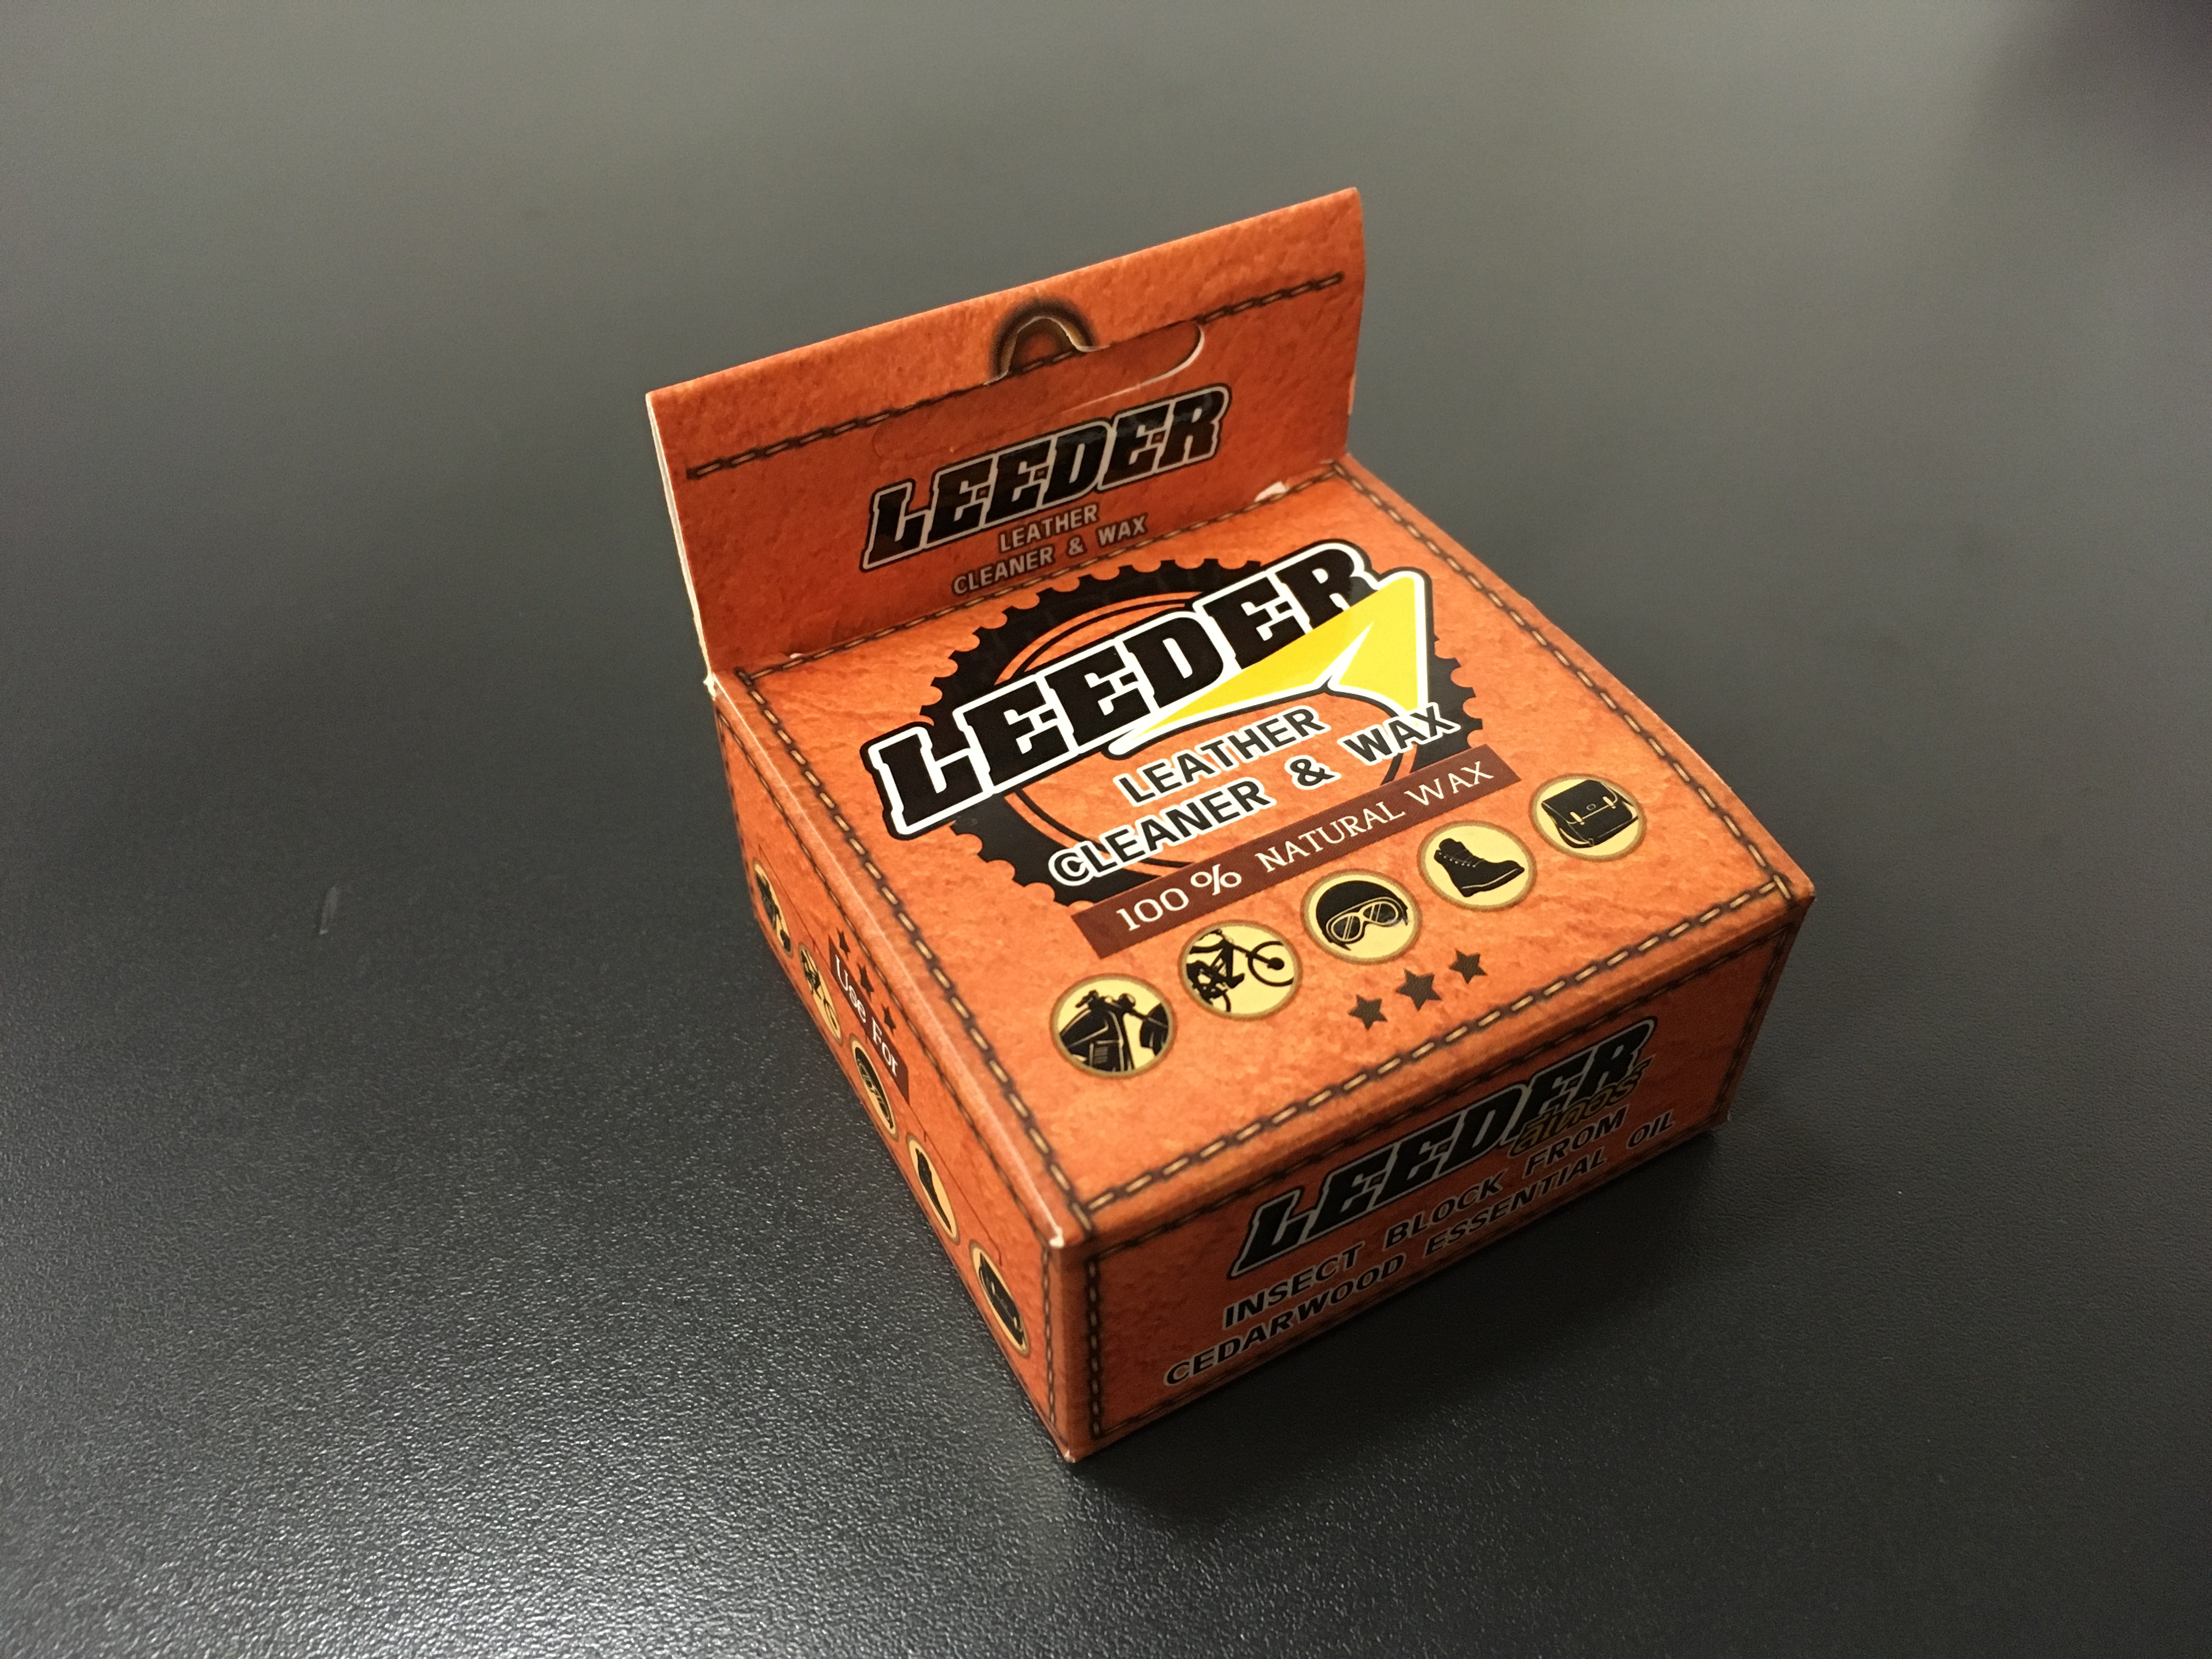 LEEDER
LEATHER
CLEANER & WAX
LEEDER
LEATHER
CLEANER & WAX
100% NATURAL WAX
Use For
LEEDER
INSECT BLOCK FROM
CEDARWOOD ESSENTIAL OIL